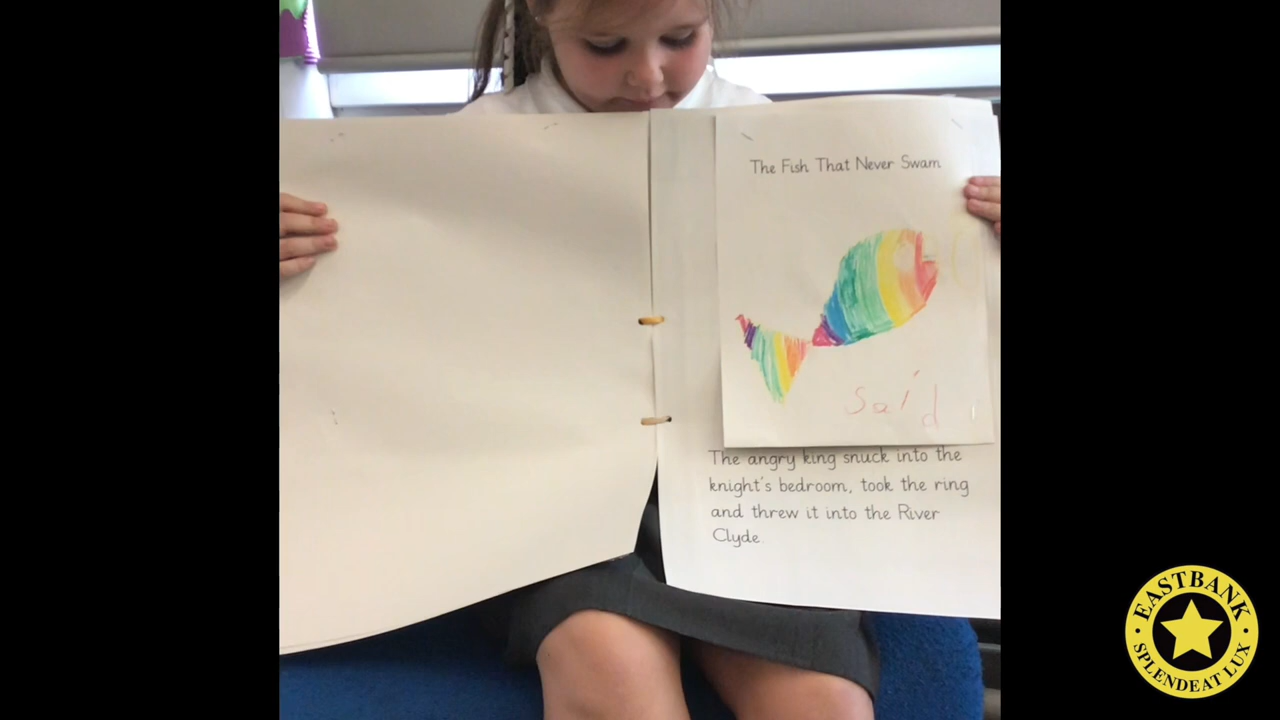 The Fish That Never Swam
said
The angry king snuck into the
knight's bedroom, took the ring
and threw it into the River
Clyde.
EASTBANK
SPLENDEAT LUX